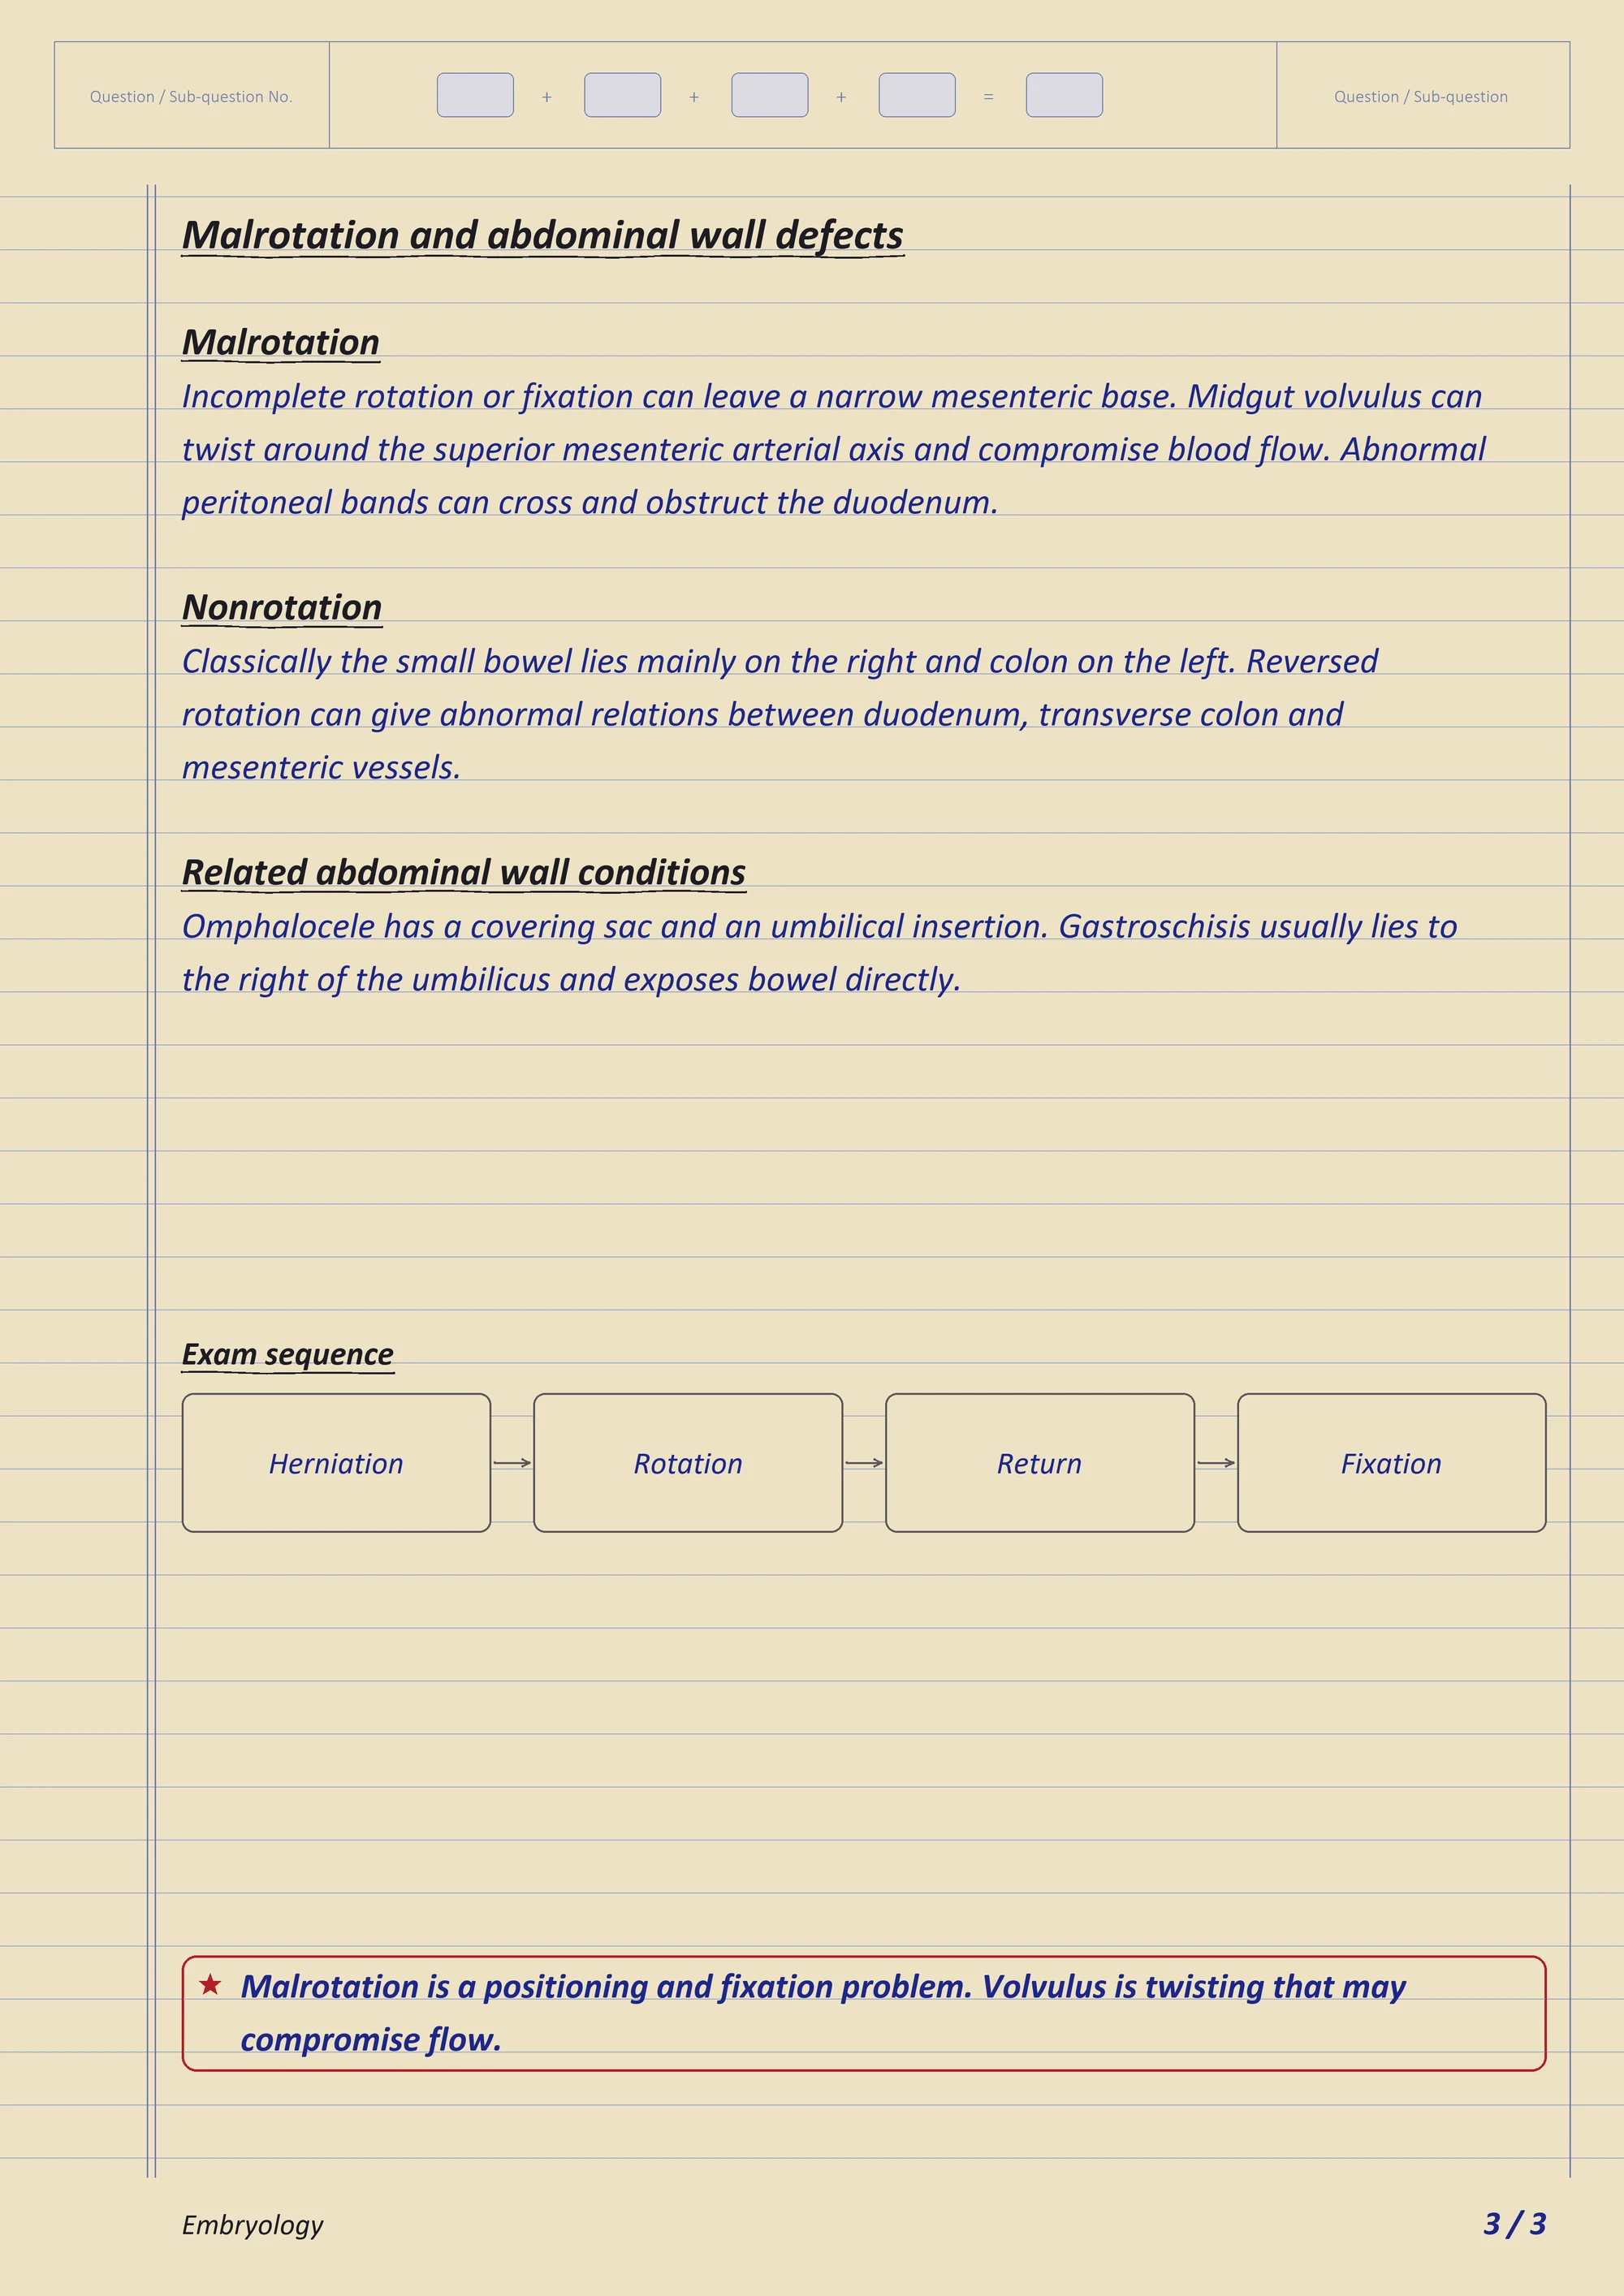 Question / Sub-question No.
+ + + =
Question / Sub-question
Malrotation and abdominal wall defects
Malrotation
Incomplete rotation or fixation can leave a narrow mesenteric base. Midgut volvulus can
twist around the superior mesenteric arterial axis and compromise blood flow. Abnormal
peritoneal bands can cross and obstruct the duodenum.
Nonrotation
Classically the small bowel lies mainly on the right and colon on the left. Reversed
rotation can give abnormal relations between duodenum, transverse colon and
mesenteric vessels.
Related abdominal wall conditions
Omphalocele has a covering sac and an umbilical insertion. Gastroschisis usually lies to
the right of the umbilicus and exposes bowel directly.
Exam sequence
Herniation
Rotation
Return
Fixation
★ Malrotation is a positioning and fixation problem. Volvulus is twisting that may
compromise flow.
Embryology
3 / 3